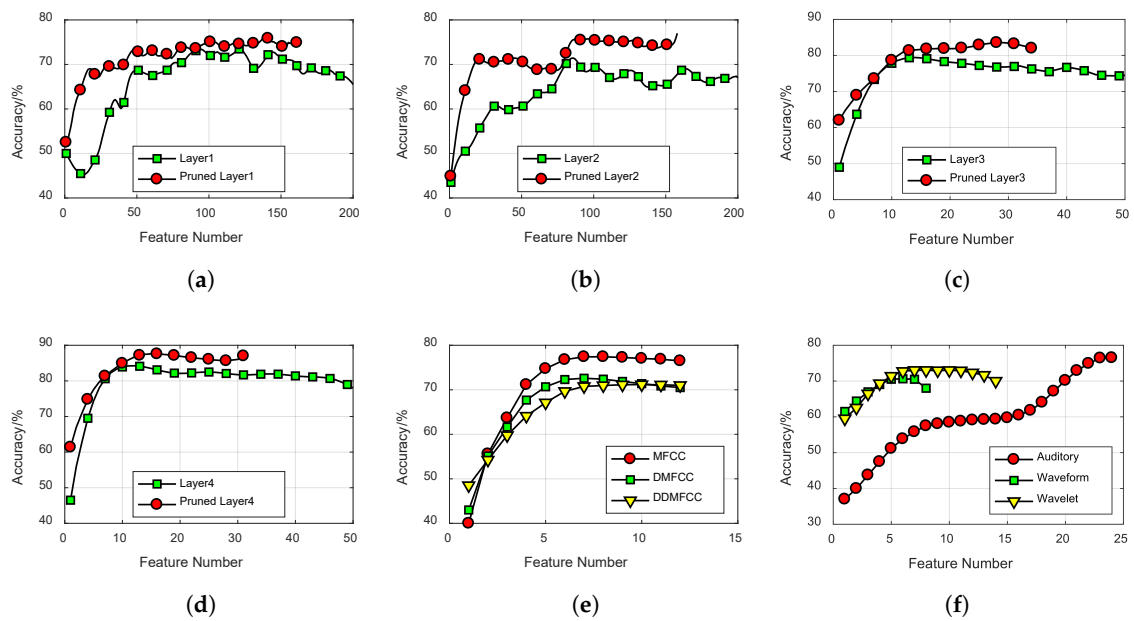 80
70
60
50
40
Accuracy/%
0 50 100 150 200
Feature Number
Layer1
Pruned Layer1
(a)
80
70
60
50
40
Accuracy/%
0 50 100 150 200
Feature Number
Layer2
Pruned Layer2
(b)
90
80
70
60
50
40
Accuracy/%
0 10 20 30 40 50
Feature Number
Layer3
Pruned Layer3
(c)
90
80
70
60
50
40
Accuracy/%
0 10 20 30 40 50
Feature Number
Layer4
Pruned Layer4
(d)
90
80
70
60
50
40
Accuracy/%
0 5 10 15
Feature Number
MFCC
DMFCC
DDMFCC
(e)
80
70
60
50
40
30
Accuracy/%
0 5 10 15 20 25
Feature Number
Auditory
Waveform
Wavelet
(f)